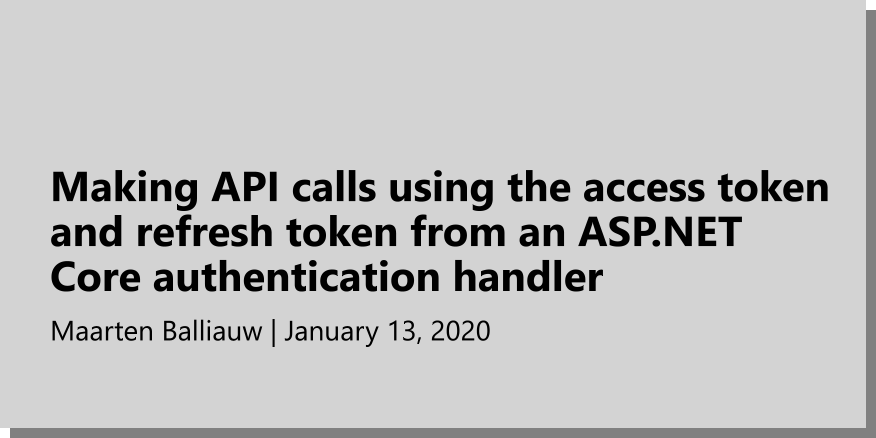 Making API calls using the access token
and refresh token from an ASP.NET
Core authentication handler
Maarten Balliauw | January 13, 2020